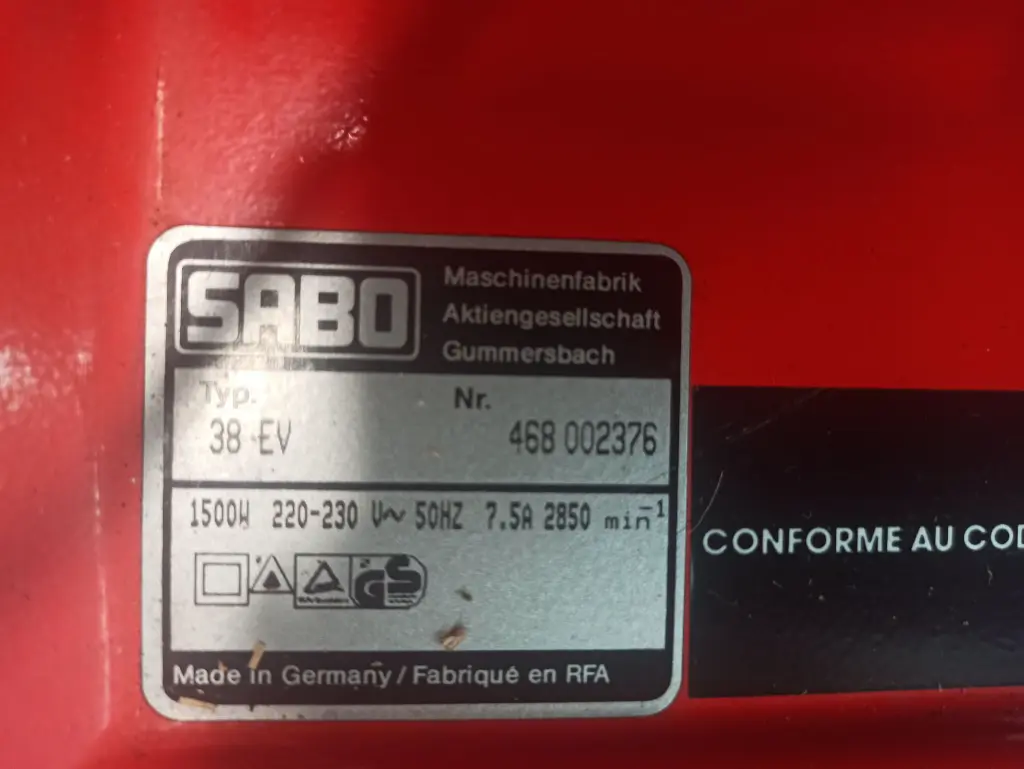 SABO
Maschinenfabrik
Aktiengesellschaft
Gummersbach
Typ. Nr.
38 EV 468 002376
1500W 220-230 V~ 50HZ 7.5A 2850 min⁻¹
GS
Made in Germany / Fabriqué en RFA
CONFORME AU COD